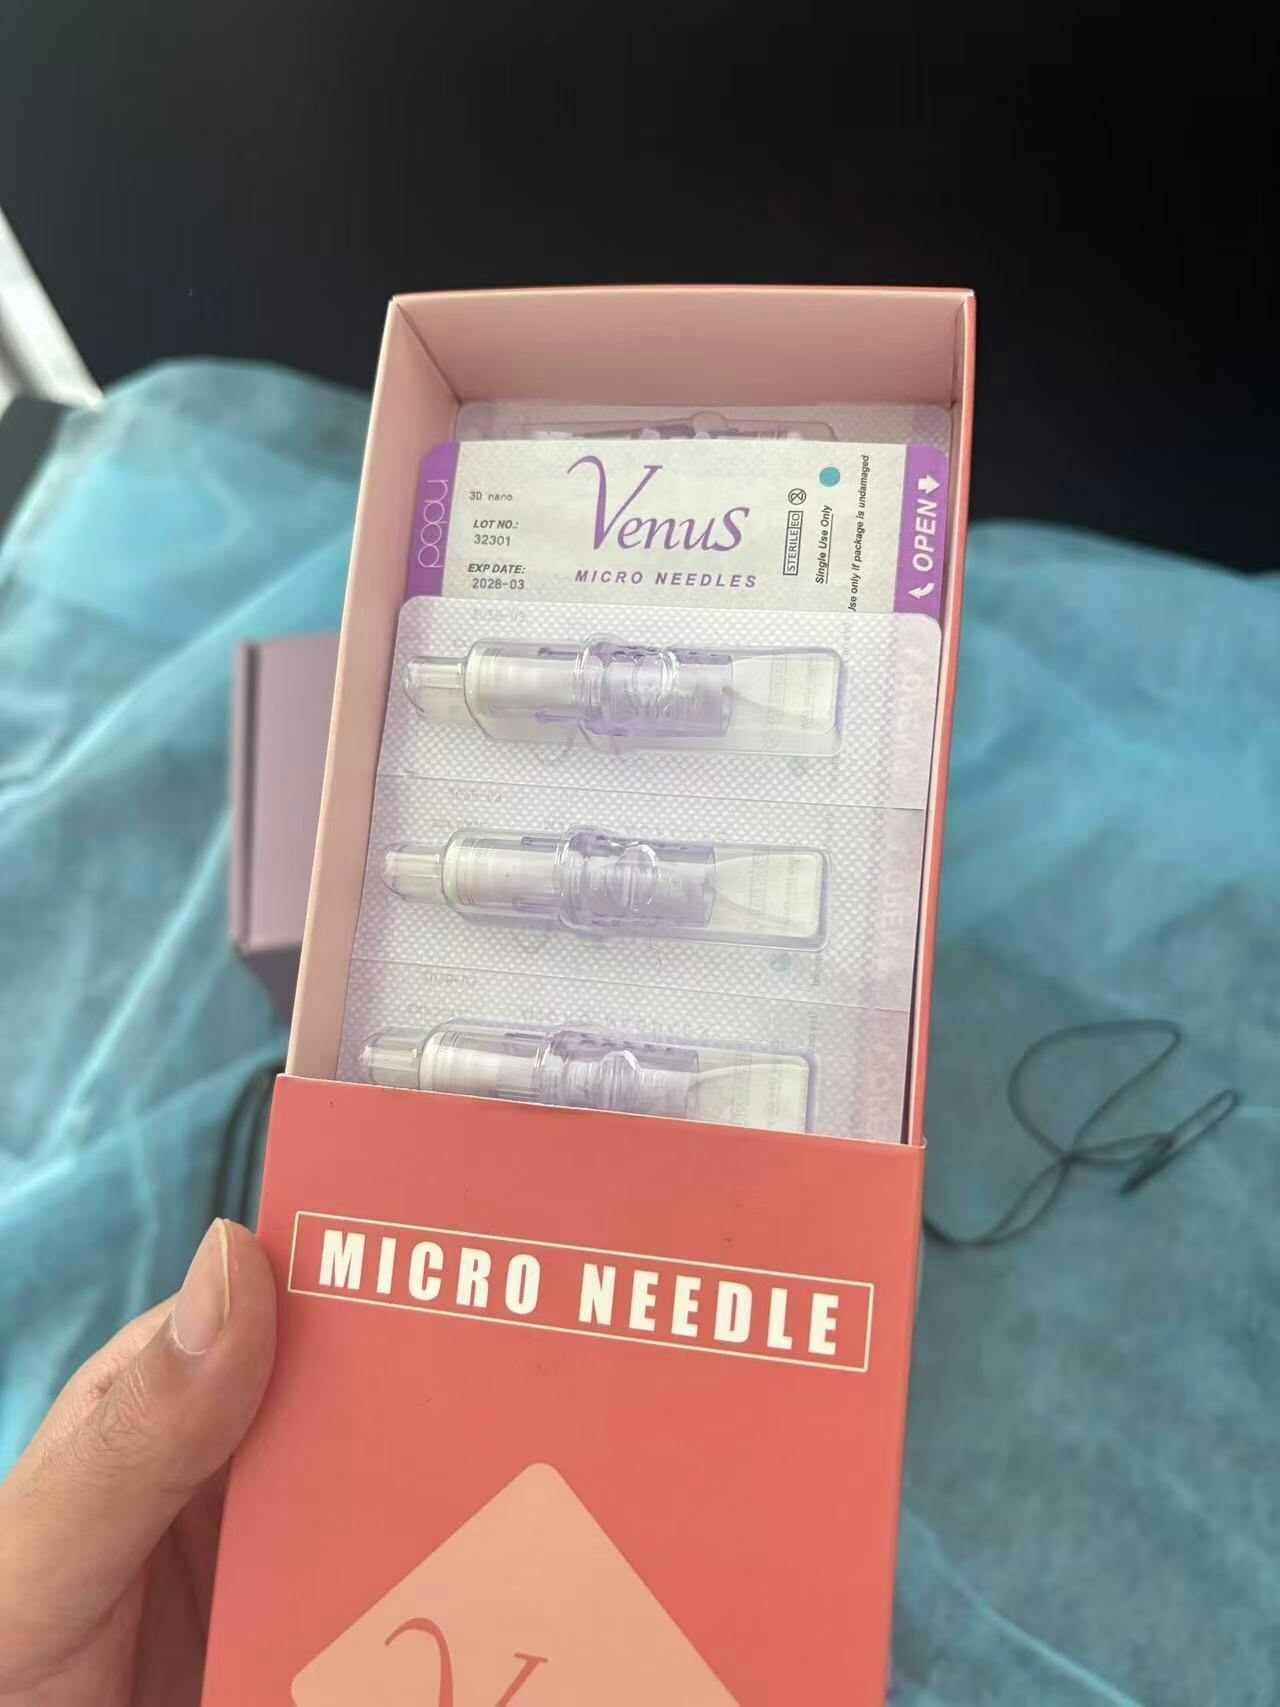 3D nano
LOT NO.:
32301
EXP DATE:
2028-03
Venus
MICRO NEEDLES
STERILE EO
2
Single Use Only
Use only if package is undamaged
OPEN
MICRO NEEDLE
V